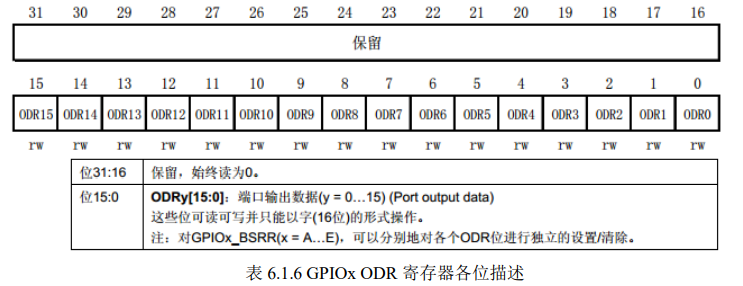 31 30 29 28 27 26 25 24 23 22 21 20 19 18 17 16
保留
15 14 13 12 11 10 9 8 7 6 5 4 3 2 1 0
ODR15 ODR14 ODR13 ODR12 ODR11 ODR10 ODR9 ODR8 ODR7 ODR6 ODR5 ODR4 ODR3 ODR2 ODR1 ODR0
rw rw rw rw rw rw rw rw rw rw rw rw rw rw rw rw
位31:16 保留，始终读为0。
位15:0 ODRy[15:0]：端口输出数据(y = 0…15) (Port output data)
这些位可读可写并只能以字(16位)的形式操作。
注：对GPIOx_BSRR(x = A…E)，可以分别地对各个ODR位进行独立的设置/清除。
表 6.1.6 GPIOx ODR 寄存器各位描述